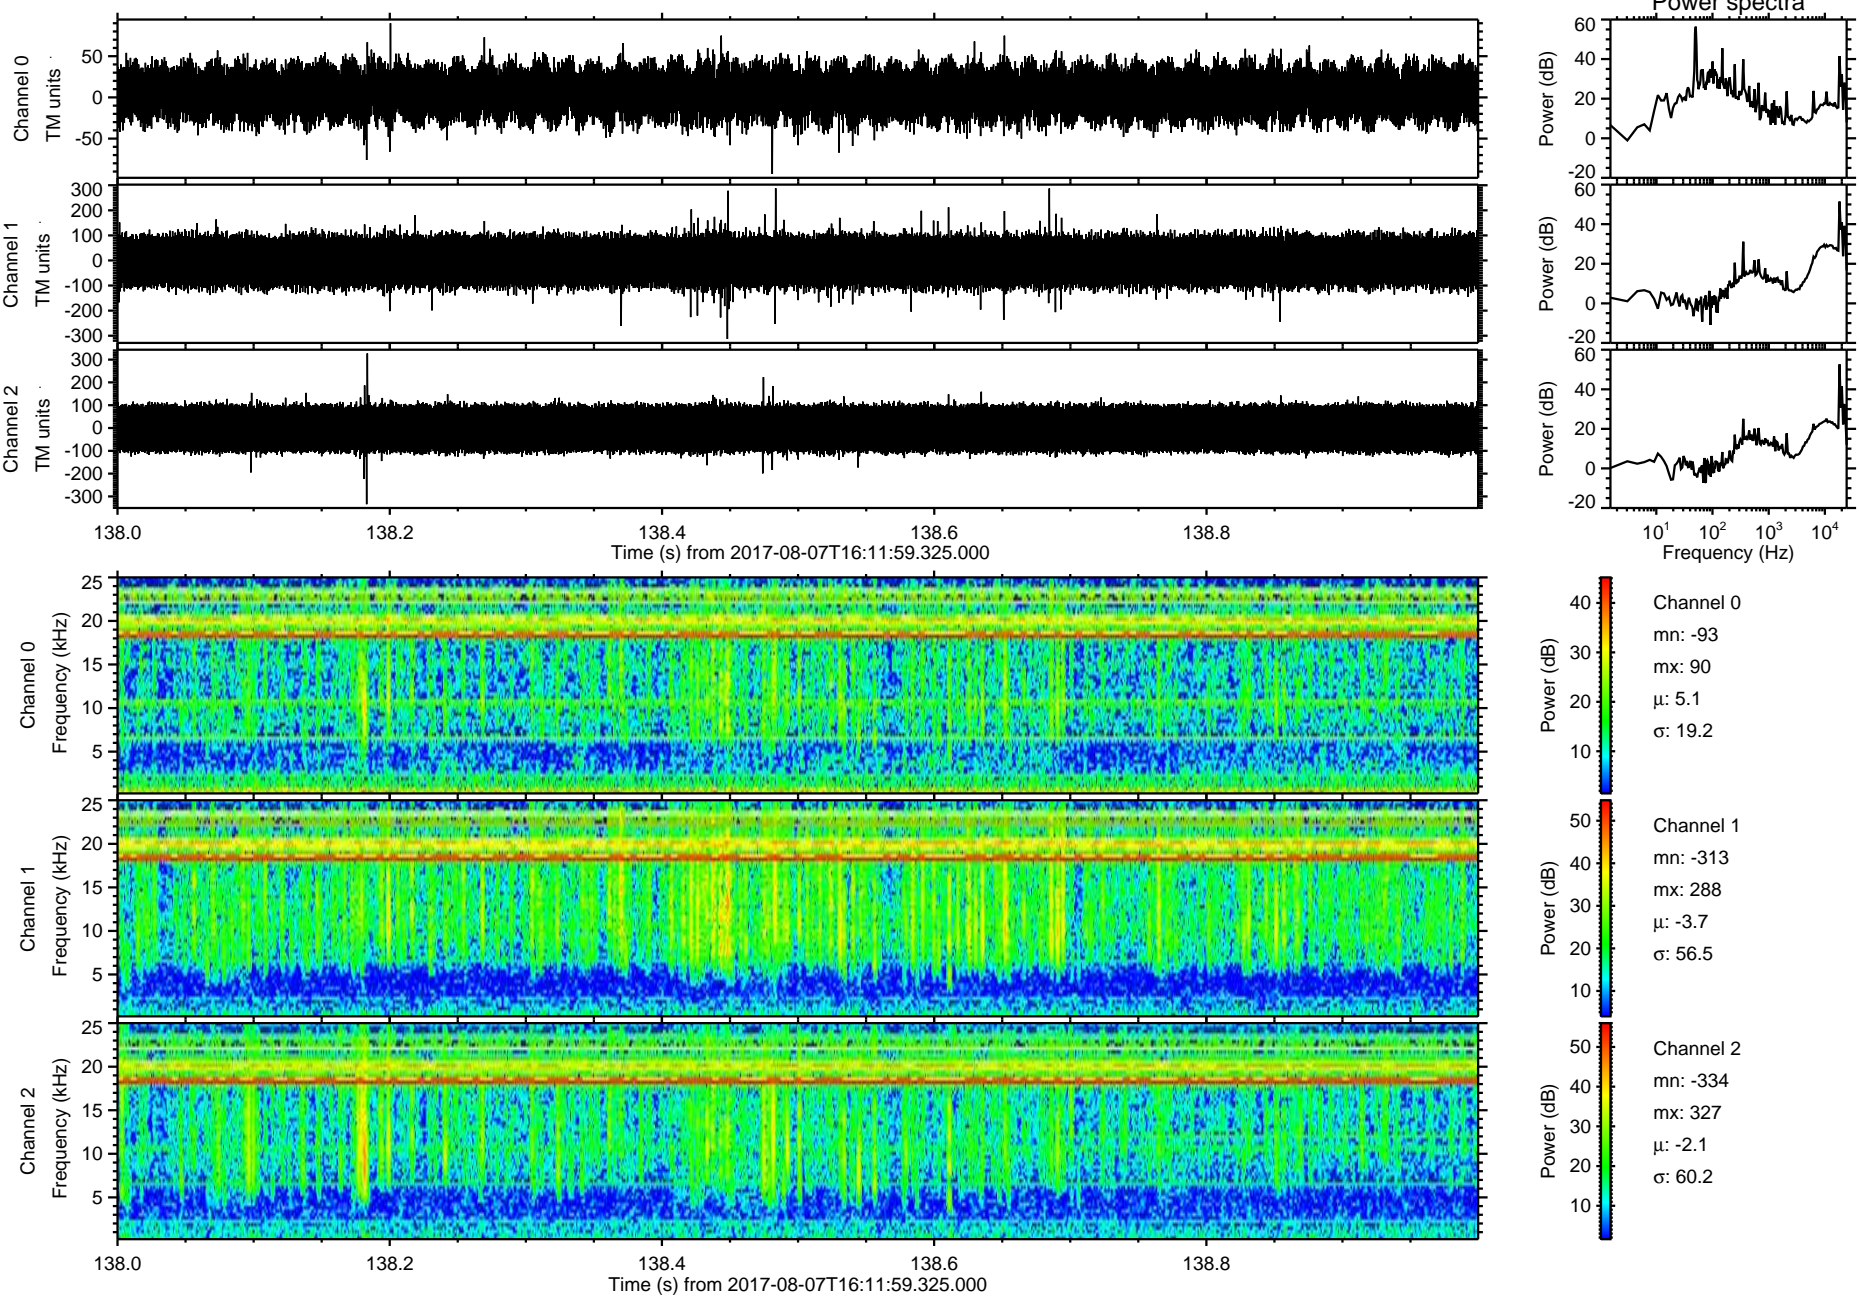 Power spectra
Channel 0
TM units
50
0
-50
Power (dB)
60
40
20
0
-20
Channel 1
TM units
300
200
100
0
-100
-200
-300
Power (dB)
60
40
20
0
-20
Channel 2
TM units
300
200
100
0
-100
-200
-300
Power (dB)
60
40
20
0
-20
138.0 138.2 138.4 138.6 138.8
Time (s) from 2017-08-07T16:11:59.325.000
10¹ 10² 10³ 10⁴
Frequency (Hz)
Channel 0
Frequency (kHz)
25
20
15
10
5
Power (dB)
40
30
20
10
Channel 0
mn: -93
mx: 90
μ: 5.1
σ: 19.2
Channel 1
Frequency (kHz)
25
20
15
10
5
Power (dB)
50
40
30
20
10
Channel 1
mn: -313
mx: 288
μ: -3.7
σ: 56.5
Channel 2
Frequency (kHz)
25
20
15
10
5
Power (dB)
50
40
30
20
10
Channel 2
mn: -334
mx: 327
μ: -2.1
σ: 60.2
138.0 138.2 138.4 138.6 138.8
Time (s) from 2017-08-07T16:11:59.325.000